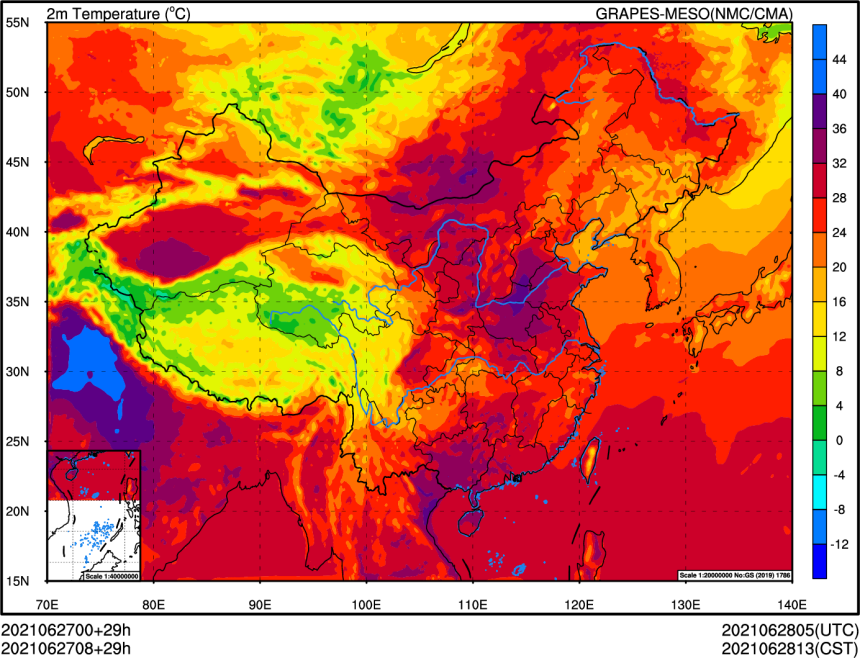 2m Temperature (°C) GRAPES-MESO(NMC/CMA)
55N
50N
45N
40N
35N
30N
25N
20N
15N
44
40
36
32
28
24
20
16
12
8
4
0
-4
-8
-12
Scale 1:40000000
Scale 1:20000000 No:GS (2019) 1786
70E 80E 90E 100E 110E 120E 130E 140E
2021062700+29h 2021062805(UTC)
2021062708+29h 2021062813(CST)